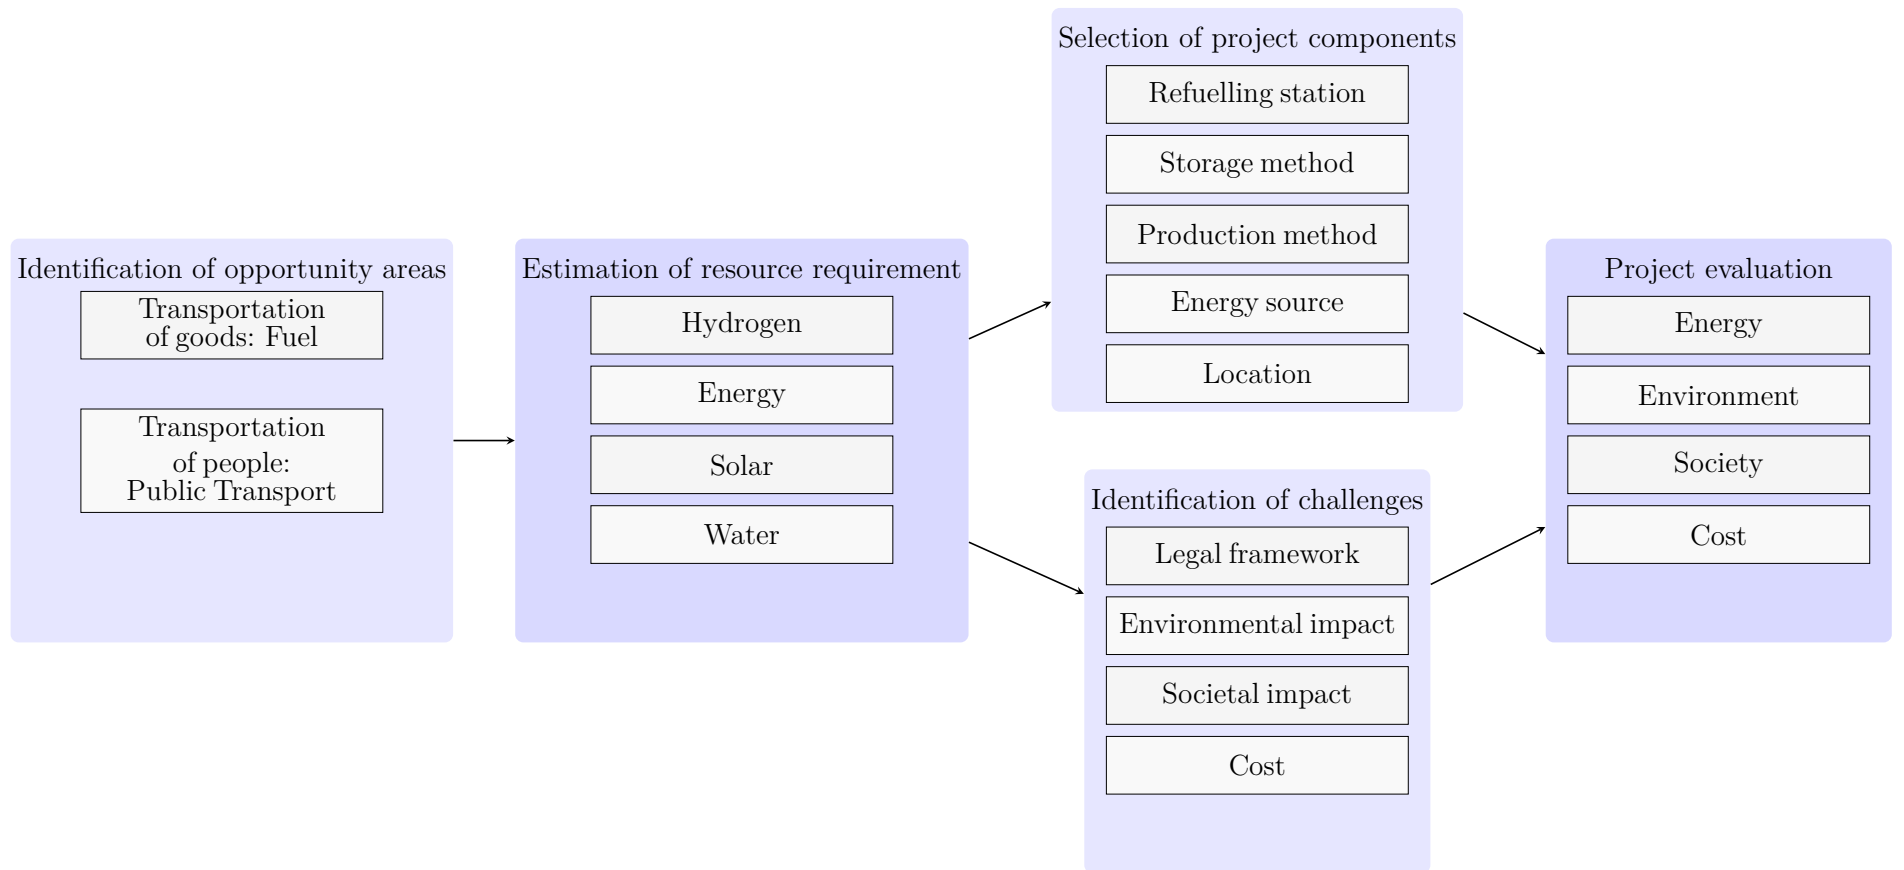 Identification of opportunity areas
Transportation
of goods: Fuel
Transportation
of people:
Public Transport
Estimation of resource requirement
Hydrogen
Energy
Solar
Water
Selection of project components
Refuelling station
Storage method
Production method
Energy source
Location
Identification of challenges
Legal framework
Environmental impact
Societal impact
Cost
Project evaluation
Energy
Environment
Society
Cost